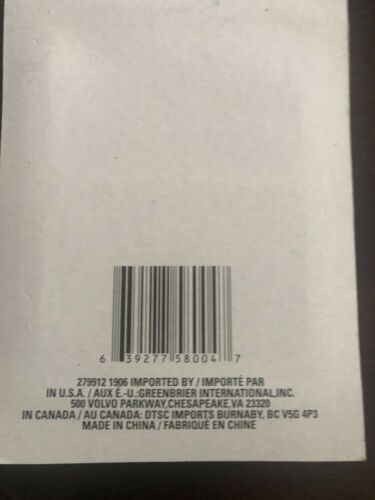 6 39277 58004 7
279912 1906 IMPORTED BY / IMPORTÉ PAR
IN U.S.A. / AUX É.-U.:GREENBRIER INTERNATIONAL,INC.
500 VOLVO PARKWAY,CHESAPEAKE,VA 23320
IN CANADA / AU CANADA: DTSC IMPORTS BURNABY, BC V5G 4P3
MADE IN CHINA / FABRIQUÉ EN CHINE